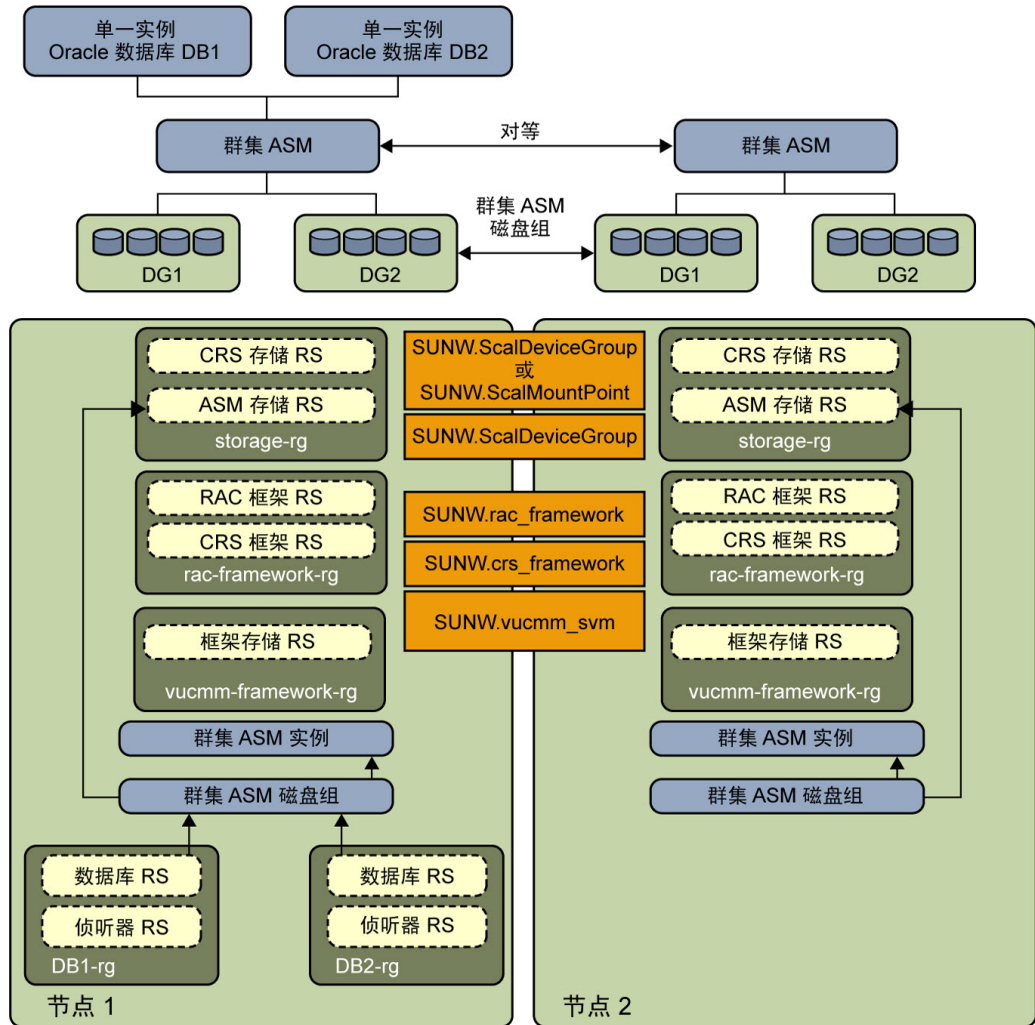 单一实例
Oracle 数据库 DB1
单一实例
Oracle 数据库 DB2
群集 ASM
对等
群集 ASM
群集 ASM
磁盘组
DG1
DG2
DG1
DG2
CRS 存储 RS
ASM 存储 RS
storage-rg
SUNW.ScalDeviceGroup
或
SUNW.ScalMountPoint
SUNW.ScalDeviceGroup
CRS 存储 RS
ASM 存储 RS
storage-rg
RAC 框架 RS
CRS 框架 RS
rac-framework-rg
SUNW.rac_framework
SUNW.crs_framework
RAC 框架 RS
CRS 框架 RS
rac-framework-rg
框架存储 RS
vucmm-framework-rg
SUNW.vucmm_svm
框架存储 RS
vucmm-framework-rg
群集 ASM 实例
群集 ASM 磁盘组
群集 ASM 实例
群集 ASM 磁盘组
数据库 RS
侦听器 RS
DB1-rg
数据库 RS
侦听器 RS
DB2-rg
节点 1
节点 2